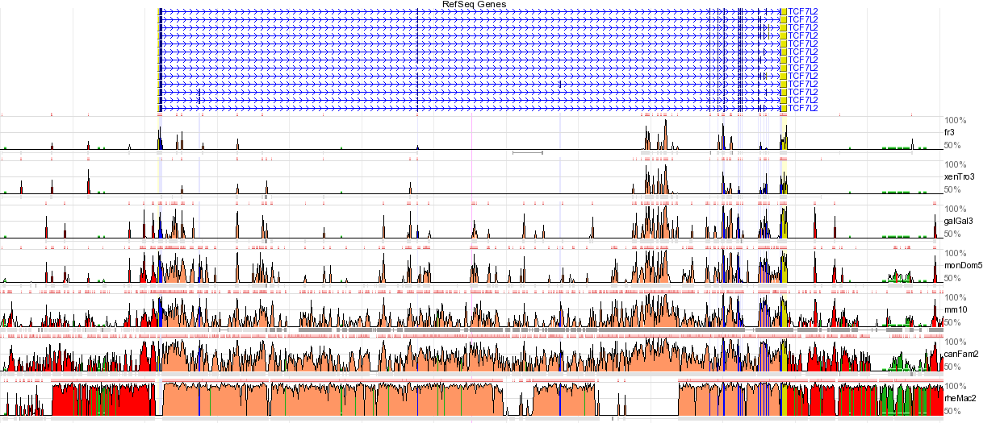 RefSeq Genes
TCF7L2
TCF7L2
TCF7L2
TCF7L2
TCF7L2
TCF7L2
TCF7L2
TCF7L2
TCF7L2
TCF7L2
TCF7L2
TCF7L2
TCF7L2
100%
fr3
50%
100%
xenTro3
50%
100%
galGal3
50%
100%
monDom5
50%
100%
mm10
50%
100%
canFam2
50%
100%
rheMac2
50%